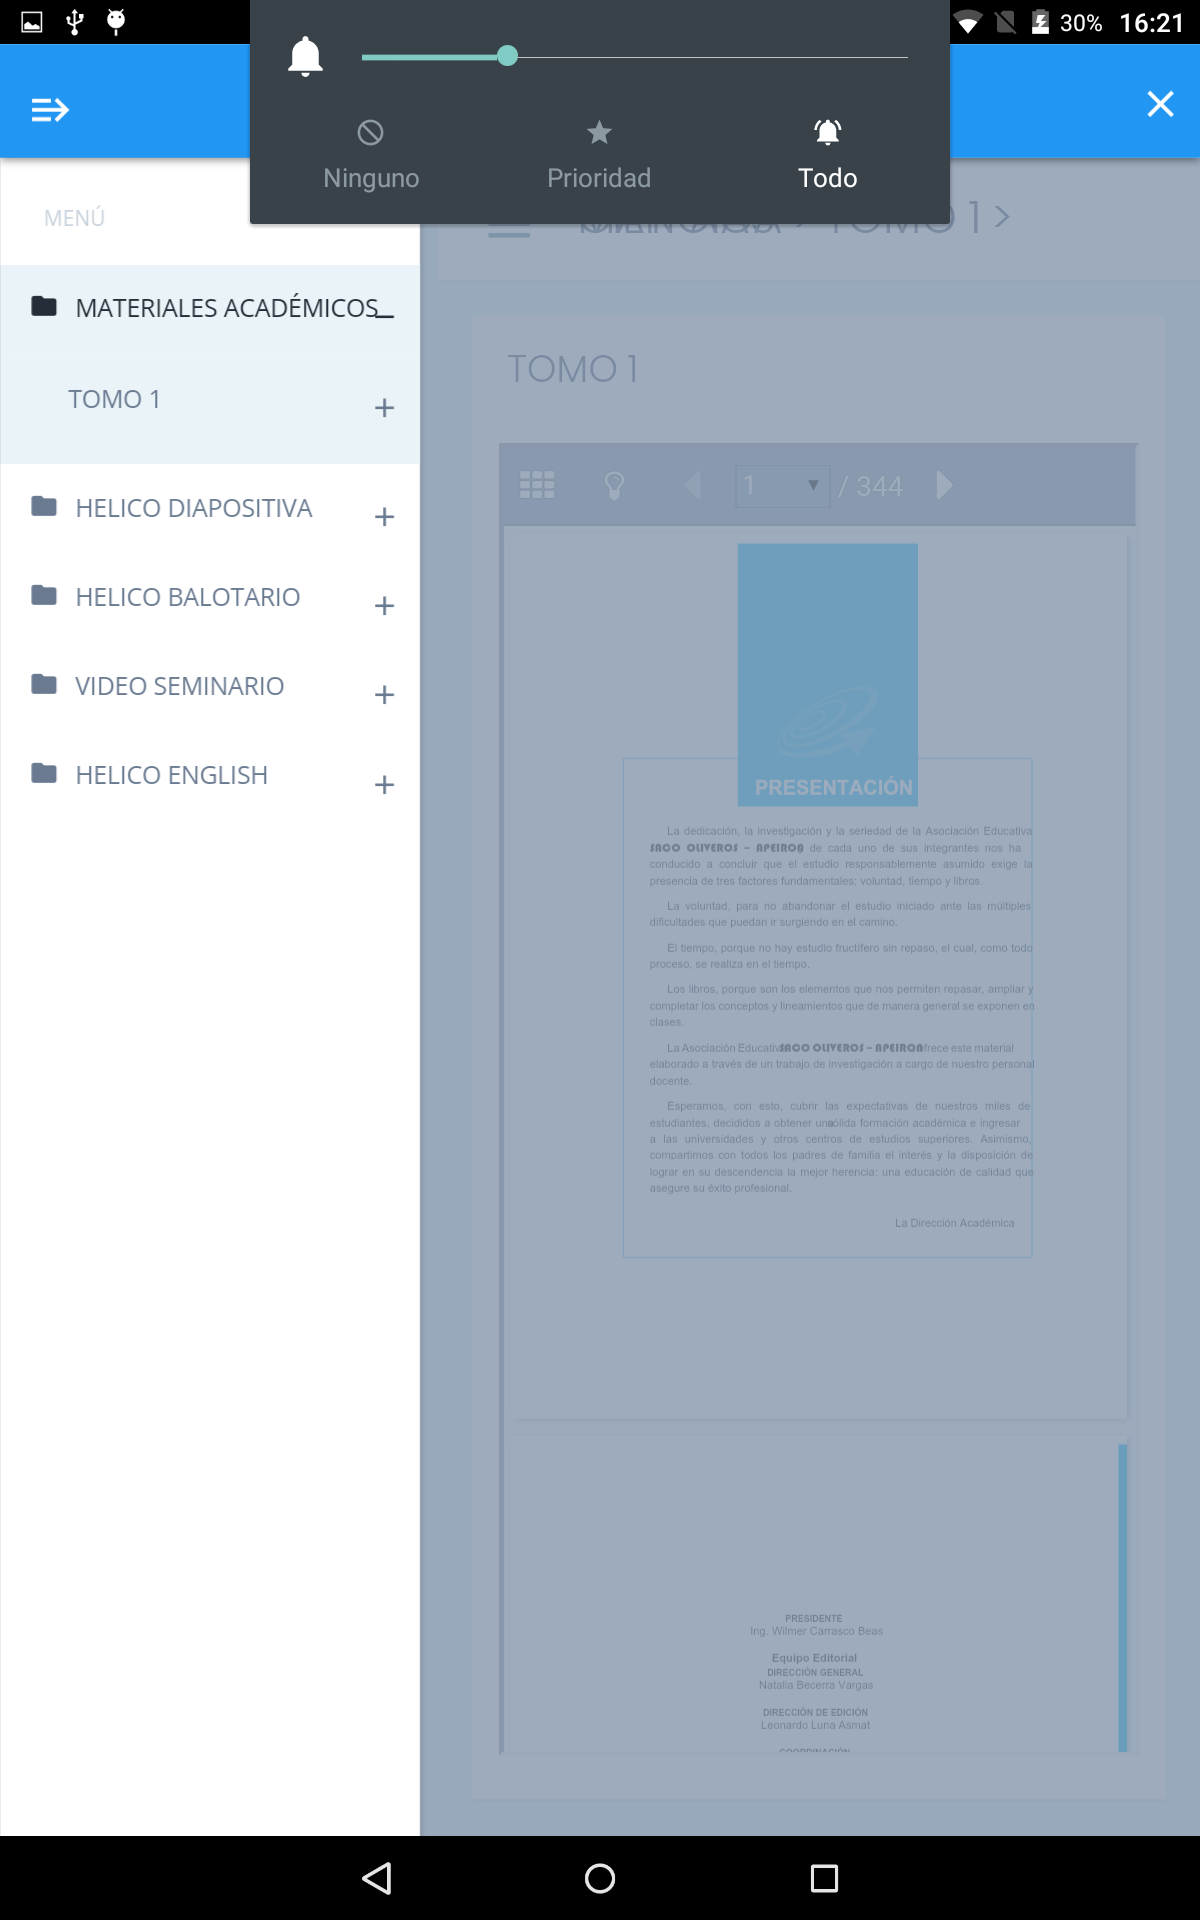 30% 16:21
Ninguno Prioridad Todo
MENÚ
TOMO 1 >
MATERIALES ACADÉMICOS
TOMO 1
HELICO DIAPOSITIVA
HELICO BALOTARIO
VIDEO SEMINARIO
HELICO ENGLISH
TOMO 1
1 / 344
PRESENTACIÓN
La dedicación, la investigación y la seriedad de la Asociación Educativa
SACO OLIVEROS – APEIRON de cada uno de sus integrantes nos ha
conducido a concluir que el estudio responsablemente asumido exige la
presencia de tres factores fundamentales: voluntad, tiempo y libros.
La voluntad, para no abandonar el estudio iniciado ante las múltiples
dificultades que puedan ir surgiendo en el camino.
El tiempo, porque no hay estudio fructífero sin repaso, el cual, como todo
proceso, se realiza en el tiempo.
Los libros, porque son los elementos que nos permiten repasar, ampliar y
completar los conceptos y lineamientos que de manera general se exponen en
clases.
La Asociación Educativa SACO OLIVEROS – APEIRON ofrece este material
elaborado a través de un trabajo de investigación a cargo de nuestro personal
docente.
Esperamos, con esto, cubrir las expectativas de nuestros miles de
estudiantes, decididos a obtener una sólida formación académica e ingresar
a las universidades y otros centros de estudios superiores. Asimismo,
compartimos con todos los padres de familia el interés y la disposición de
lograr en su descendencia la mejor herencia: una educación de calidad que
asegure su éxito profesional.
La Dirección Académica
PRESIDENTE
Ing. Wilmer Carrasco Beas
Equipo Editorial
DIRECCIÓN GENERAL
Natalia Becerra Vargas
DIRECCIÓN DE EDICIÓN
Leonardo Luna Asmat
COORDINACIÓN